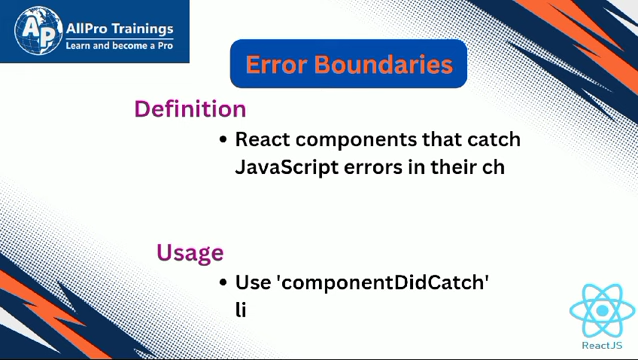 AP
AllPro Trainings
Learn and become a Pro
Error Boundaries
Definition
• React components that catch
JavaScript errors in their ch
Usage
• Use 'componentDidCatch'
li
ReactJS